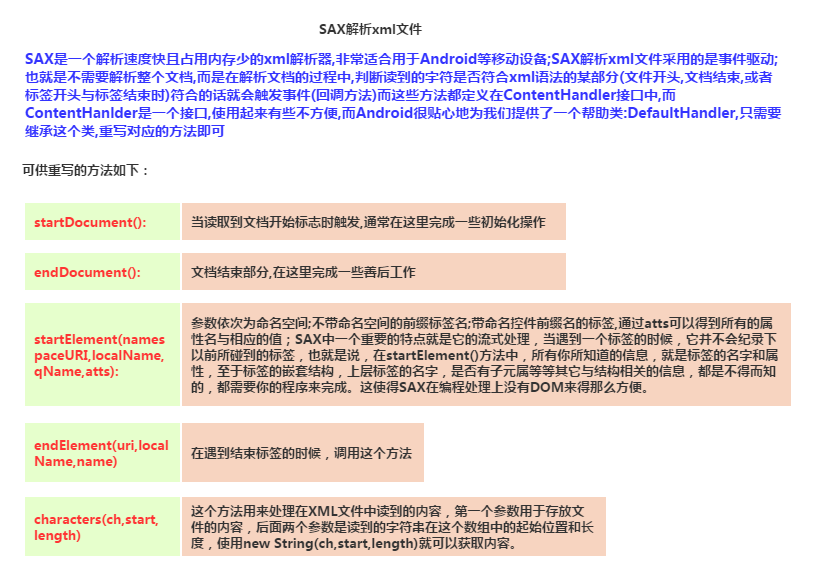 SAX解析xml文件
SAX是一个解析速度快且占用内存少的xml解析器,非常适合用于Android等移动设备;SAX解析xml文件采用的是事件驱动;
也就是不需要解析整个文档,而是在解析文档的过程中,判断读到的字符是否符合xml语法的某部分(文件开头,文档结束,或者
标签开头与标签结束时)符合的话就会触发事件(回调方法)而这些方法都定义在ContentHandler接口中,而
ContentHanlder是一个接口,使用起来有些不方便,而Android很贴心地为我们提供了一个帮助类:DefaultHandler,只需要
继承这个类,重写对应的方法即可
可供重写的方法如下：
startDocument():
当读取到文档开始标志时触发,通常在这里完成一些初始化操作
endDocument():
文档结束部分,在这里完成一些善后工作
startElement(names
paceURI,localName,
qName,atts):
参数依次为命名空间;不带命名空间的前缀标签名;带命名控件前缀名的标签,通过atts可以得到所有的属
性名与相应的值；SAX中一个重要的特点就是它的流式处理，当遇到一个标签的时候，它并不会纪录下
以前所碰到的标签，也就是说，在startElement()方法中，所有你所知道的信息，就是标签的名字和属
性，至于标签的嵌套结构，上层标签的名字，是否有子元属等等其它与结构相关的信息，都是不得而知
的，都需要你的程序来完成。这使得SAX在编程处理上没有DOM来得那么方便。
endElement(uri,local
Name,name)
在遇到结束标签的时候，调用这个方法
characters(ch,start,
length)
这个方法用来处理在XML文件中读到的内容，第一个参数用于存放文
件的内容，后面两个参数是读到的字符串在这个数组中的起始位置和长
度，使用new String(ch,start,length)就可以获取内容。